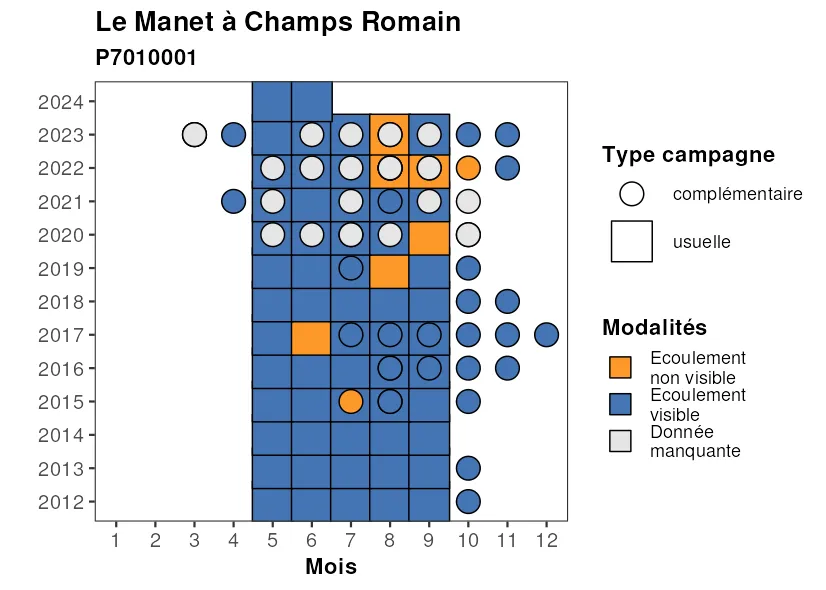 Le Manet à Champs Romain
P7010001
2024
2023
2022
2021
2020
2019
2018
2017
2016
2015
2014
2013
2012
1 2 3 4 5 6 7 8 9 10 11 12
Mois
Type campagne
complémentaire
usuelle
Modalités
Ecoulement
non visible
Ecoulement
visible
Donnée
manquante